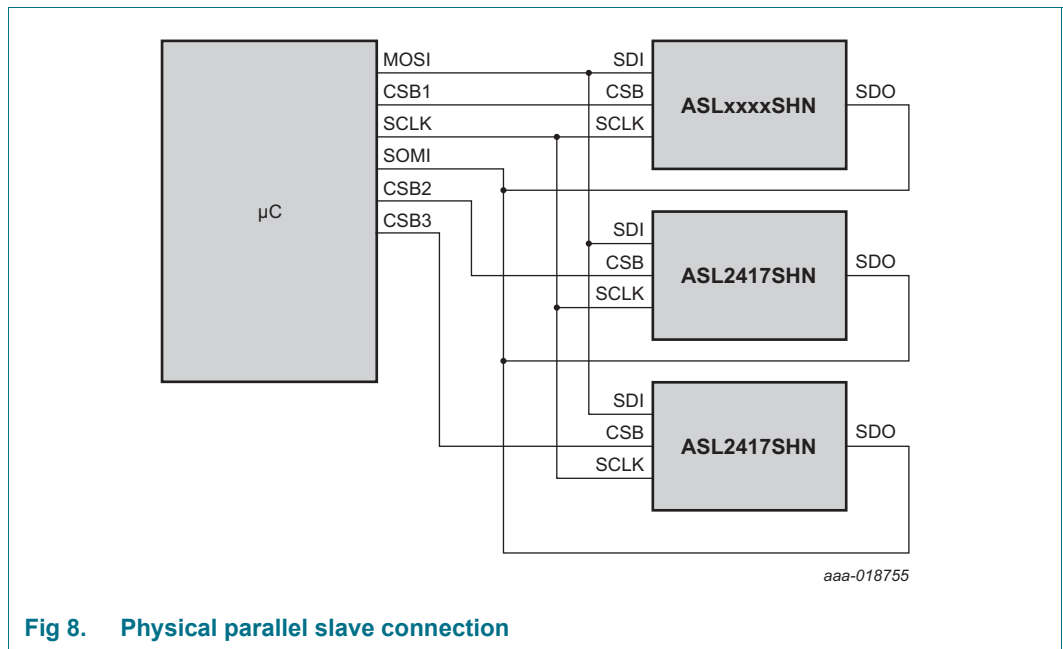 MOSI
CSB1
SCLK
SOMI
CSB2
CSB3
µC
SDI
CSB
SCLK
ASLxxxxSHN
SDO
SDI
CSB
SCLK
ASL2417SHN
SDO
SDI
CSB
SCLK
ASL2417SHN
SDO
aaa-018755
Fig 8. Physical parallel slave connection